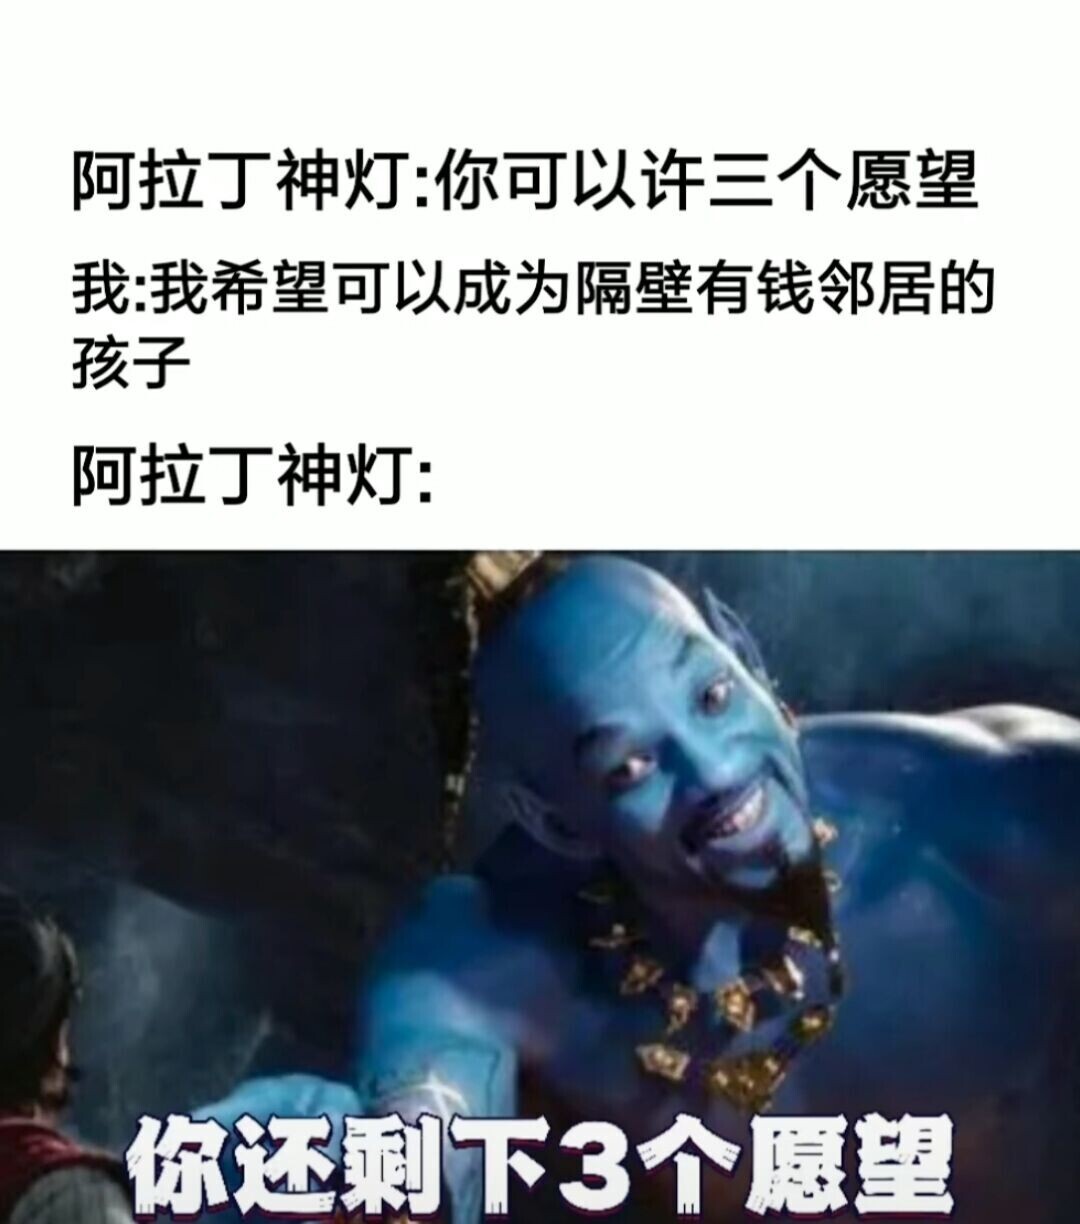 阿拉丁神灯:你可以许三个愿望
我:我希望可以成为隔壁有钱邻居的
孩子
阿拉丁神灯:
你还剩下3个愿望